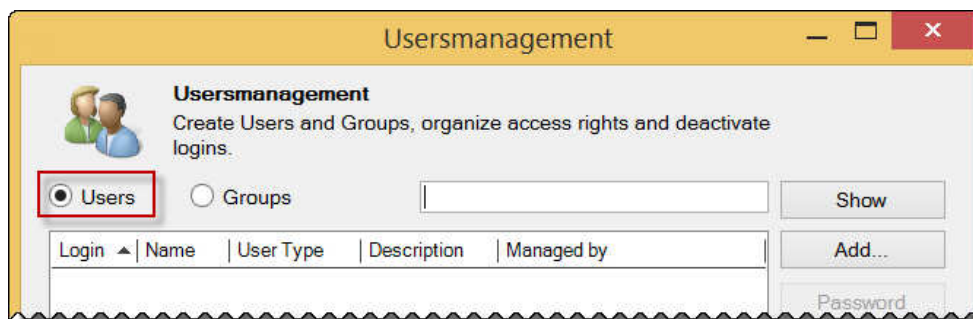 Usersmanagement
Usersmanagement
Create Users and Groups, organize access rights and deactivate
logins.
Users Groups Show
Login Name User Type Description Managed by Add...
Password